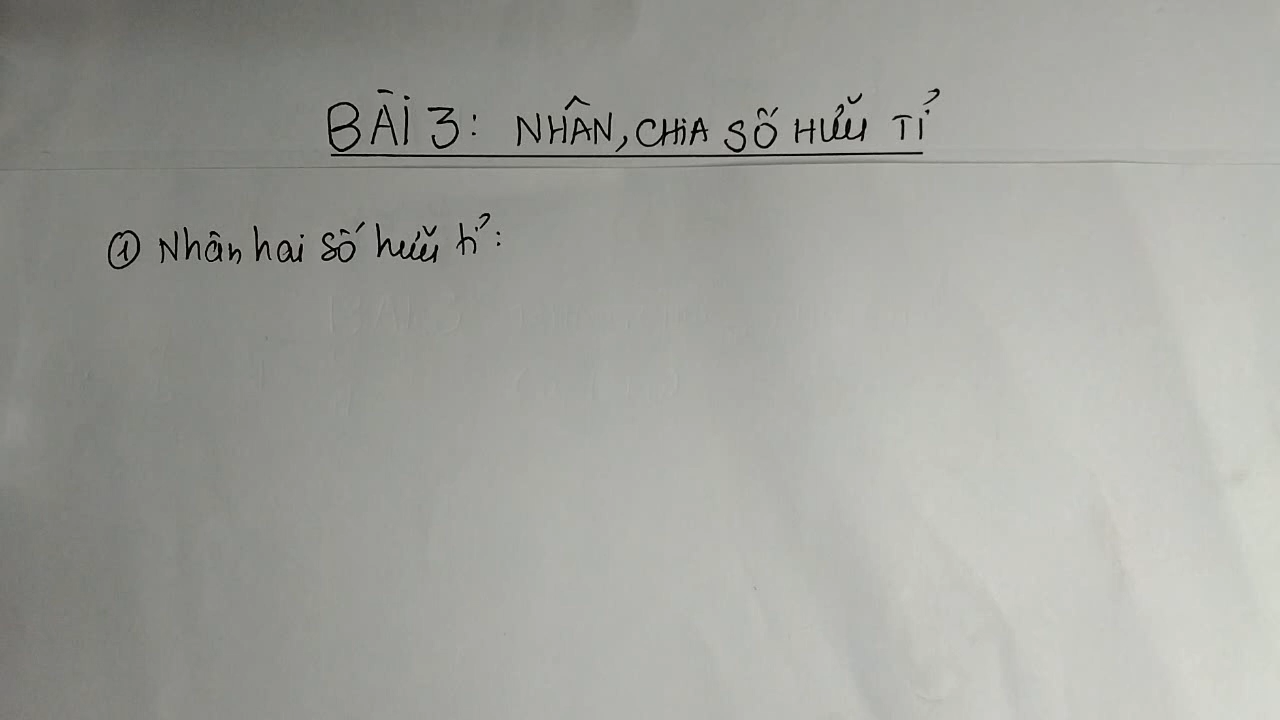 BÀI 3: NHÂN, CHIA SỐ HỮU TỈ
① Nhân hai số hữu tỉ: